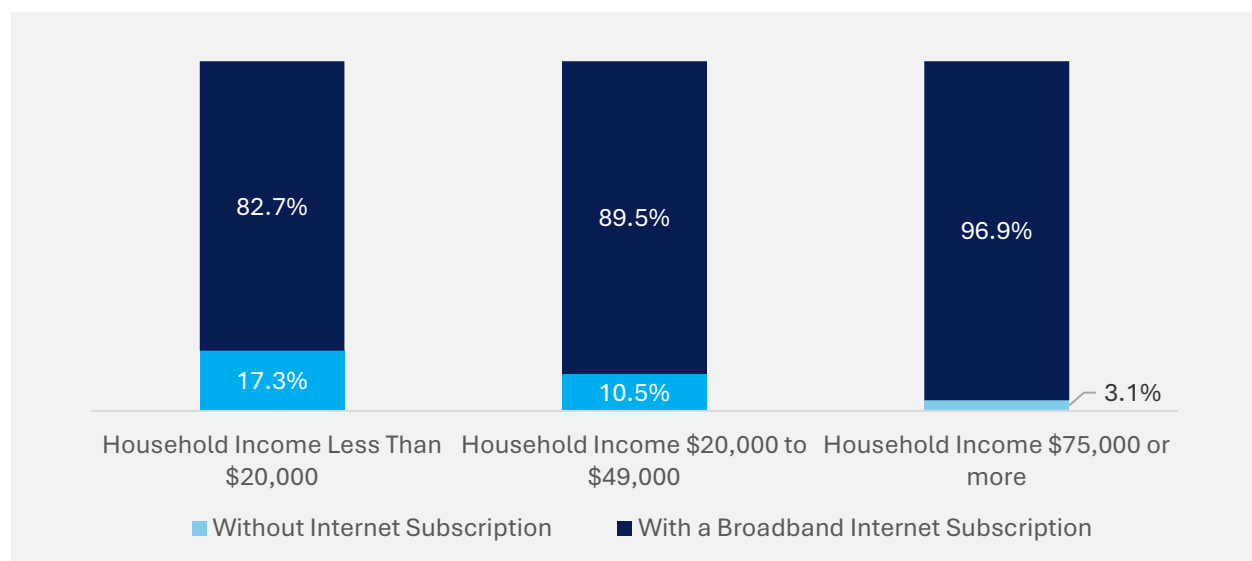 82.7%
89.5%
96.9%
17.3%
10.5%
3.1%
Household Income Less Than
$20,000
Household Income $20,000 to
$49,000
Household Income $75,000 or
more
Without Internet Subscription
With a Broadband Internet Subscription